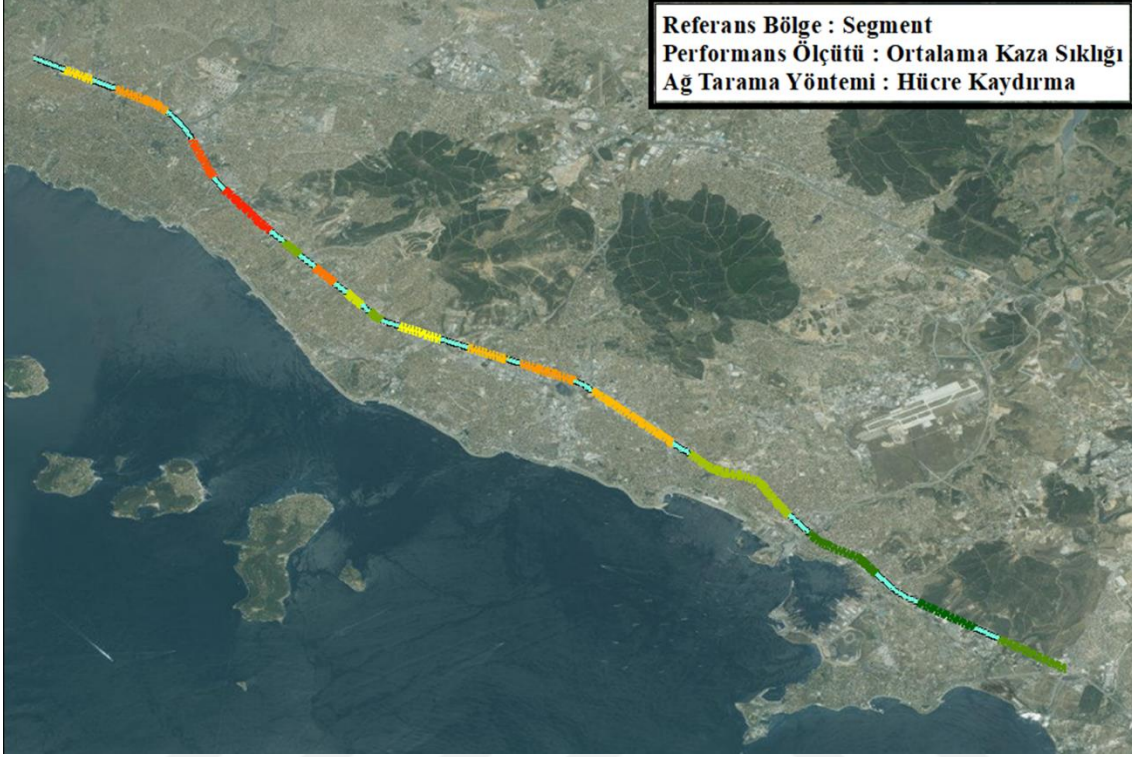 Referans Bölge : Segment
Performans Ölçütü : Ortalama Kaza Sıklığı
Ağ Tarama Yöntemi : Hücre Kaydırma